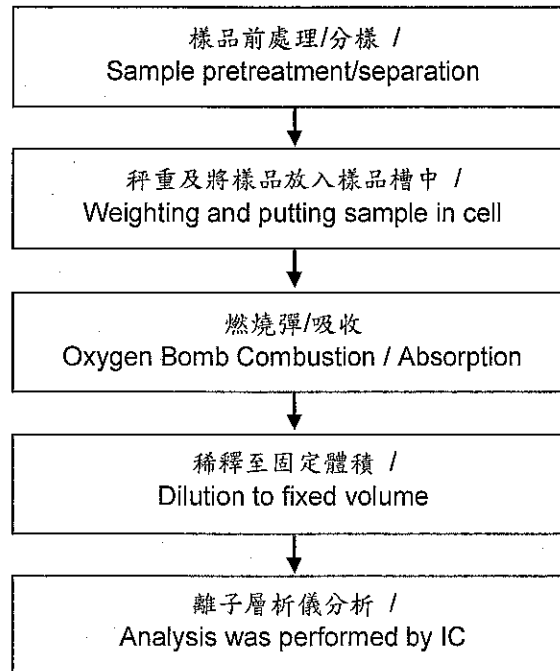 樣品前處理/分樣 /
Sample pretreatment/separation
秤重及將樣品放入樣品槽中 /
Weighting and putting sample in cell
燃燒彈/吸收
Oxygen Bomb Combustion / Absorption
稀釋至固定體積 /
Dilution to fixed volume
離子層析儀分析 /
Analysis was performed by IC